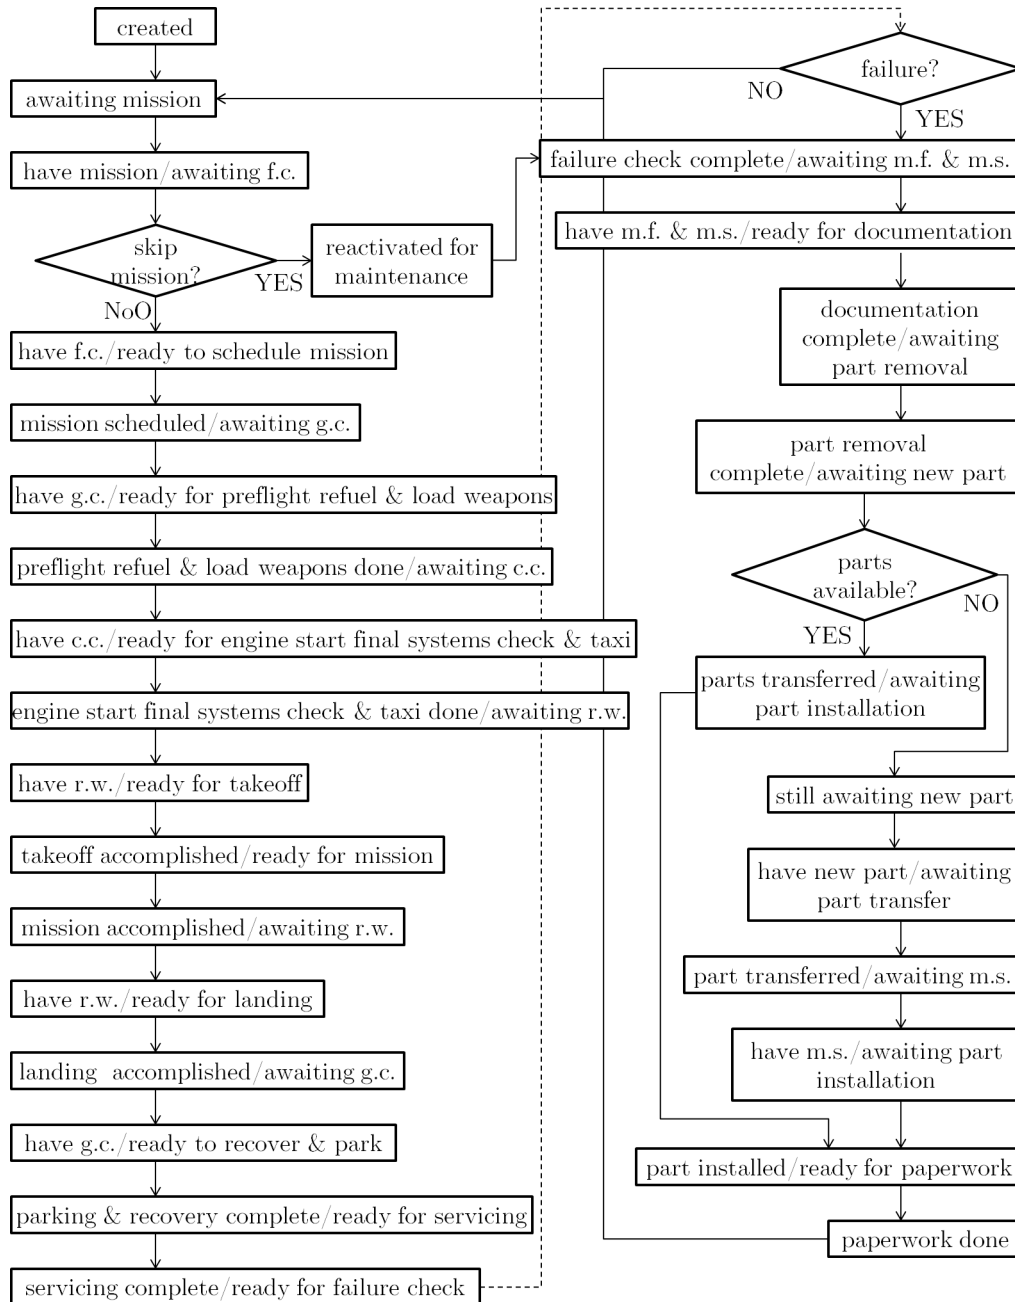 created
awaiting mission
have mission/awaiting f.c.
skip
mission?
YES
NoO
reactivated for
maintenance
have f.c./ready to schedule mission
mission scheduled/awaiting g.c.
have g.c./ready for preflight refuel & load weapons
preflight refuel & load weapons done/awaiting c.c.
have c.c./ready for engine start final systems check & taxi
engine start final systems check & taxi done/awaiting r.w.
have r.w./ready for takeoff
takeoff accomplished/ready for mission
mission accomplished/awaiting r.w.
have r.w./ready for landing
landing accomplished/awaiting g.c.
have g.c./ready to recover & park
parking & recovery complete/ready for servicing
servicing complete/ready for failure check
failure?
NO
YES
failure check complete/awaiting m.f. & m.s.
have m.f. & m.s./ready for documentation
documentation
complete/awaiting
part removal
part removal
complete/awaiting new part
parts
available?
NO
YES
parts transferred/awaiting
part installation
still awaiting new part
have new part/awaiting
part transfer
part transferred/awaiting m.s.
have m.s./awaiting part
installation
part installed/ready for paperwork
paperwork done